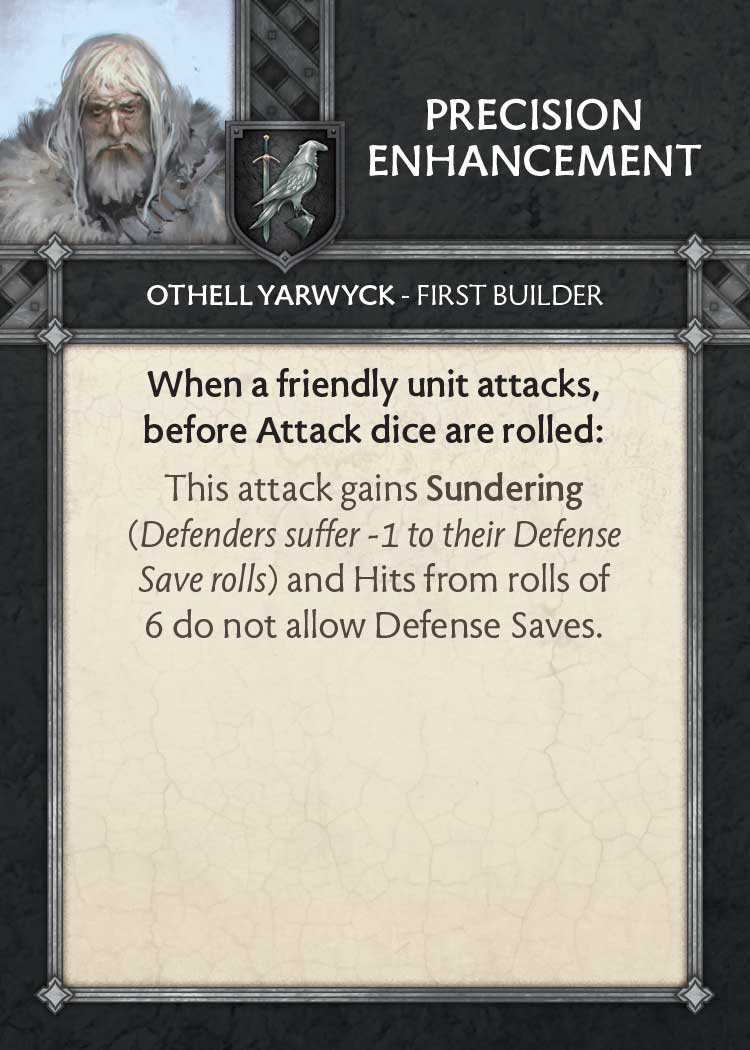 PRECISION
ENHANCEMENT
OTHELL YARWYCK - FIRST BUILDER
When a friendly unit attacks,
before Attack dice are rolled:
This attack gains Sundering
(Defenders suffer -1 to their Defense
Save rolls) and Hits from rolls of
6 do not allow Defense Saves.